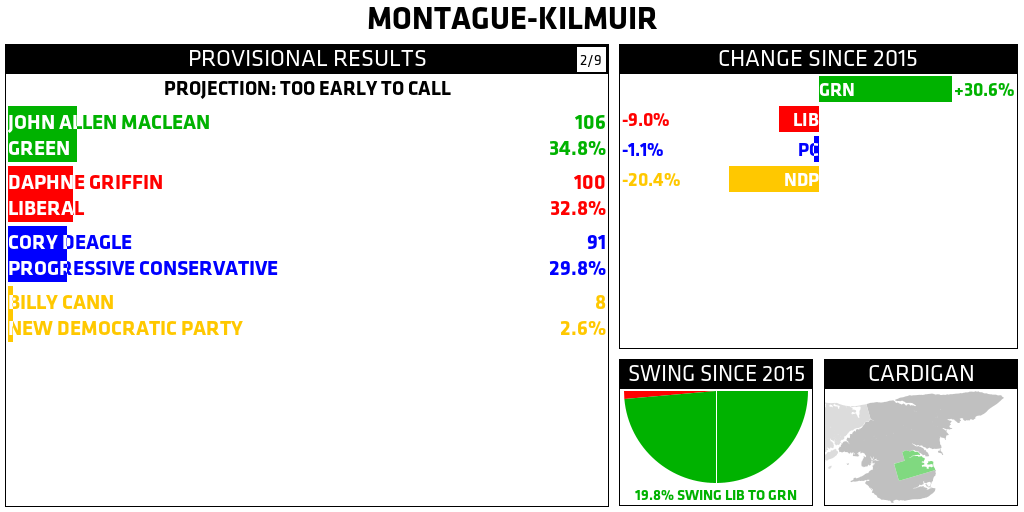 MONTAGUE-KILMUIR
PROVISIONAL RESULTS
2/9
PROJECTION: TOO EARLY TO CALL
JOHN ALLEN MACLEAN 106
GREEN 34.8%
DAPHNE GRIFFIN 100
LIBERAL 32.8%
CORY DEAGLE 91
PROGRESSIVE CONSERVATIVE 29.8%
BILLY CANN 8
NEW DEMOCRATIC PARTY 2.6%
CHANGE SINCE 2015
GRN +30.6%
-9.0% LIB
-1.1% PC
-20.4% NDP
SWING SINCE 2015
19.8% SWING LIB TO GRN
CARDIGAN